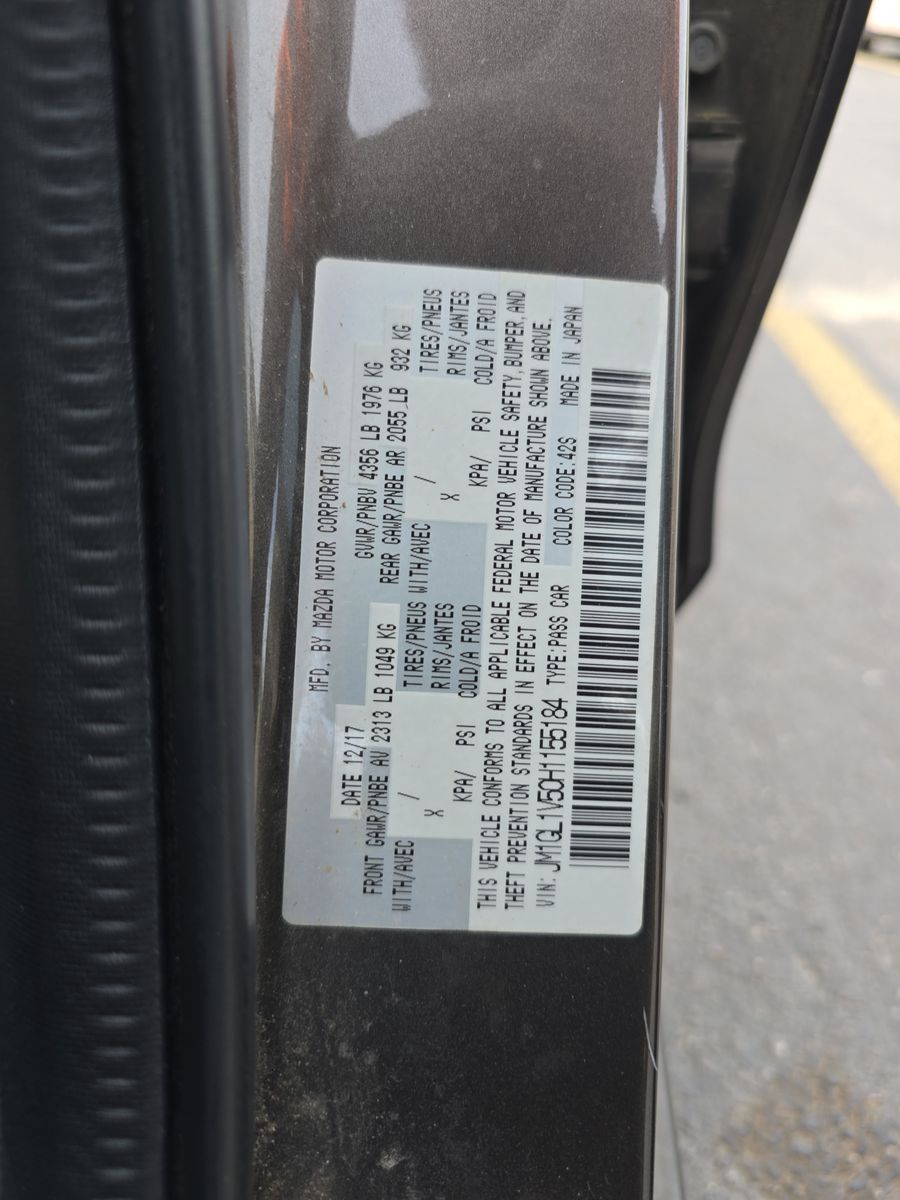 MFD. BY MAZDA MOTOR CORPORATION
DATE 12/17 GVWR/PNBV 4356 LB 1976 KG
FRONT GAWR/PNBE AV 2313 LB 1049 KG REAR GAWR/PNBE AR 2055 LB 932 KG
WITH/AVEC / TIRES/PNEUS WITH/AVEC / TIRES/PNEUS
X RIMS/JANTES X RIMS/JANTES
KPA/ PSI COLD/A FROID KPA/ PSI COLD/A FROID
THIS VEHICLE CONFORMS TO ALL APPLICABLE FEDERAL MOTOR VEHICLE SAFETY, BUMPER, AND
THEFT PREVENTION STANDARDS IN EFFECT ON THE DATE OF MANUFACTURE SHOWN ABOVE.
VIN: JM1GL1V50H1155184 TYPE:PASS CAR COLOR CODE:42S MADE IN JAPAN